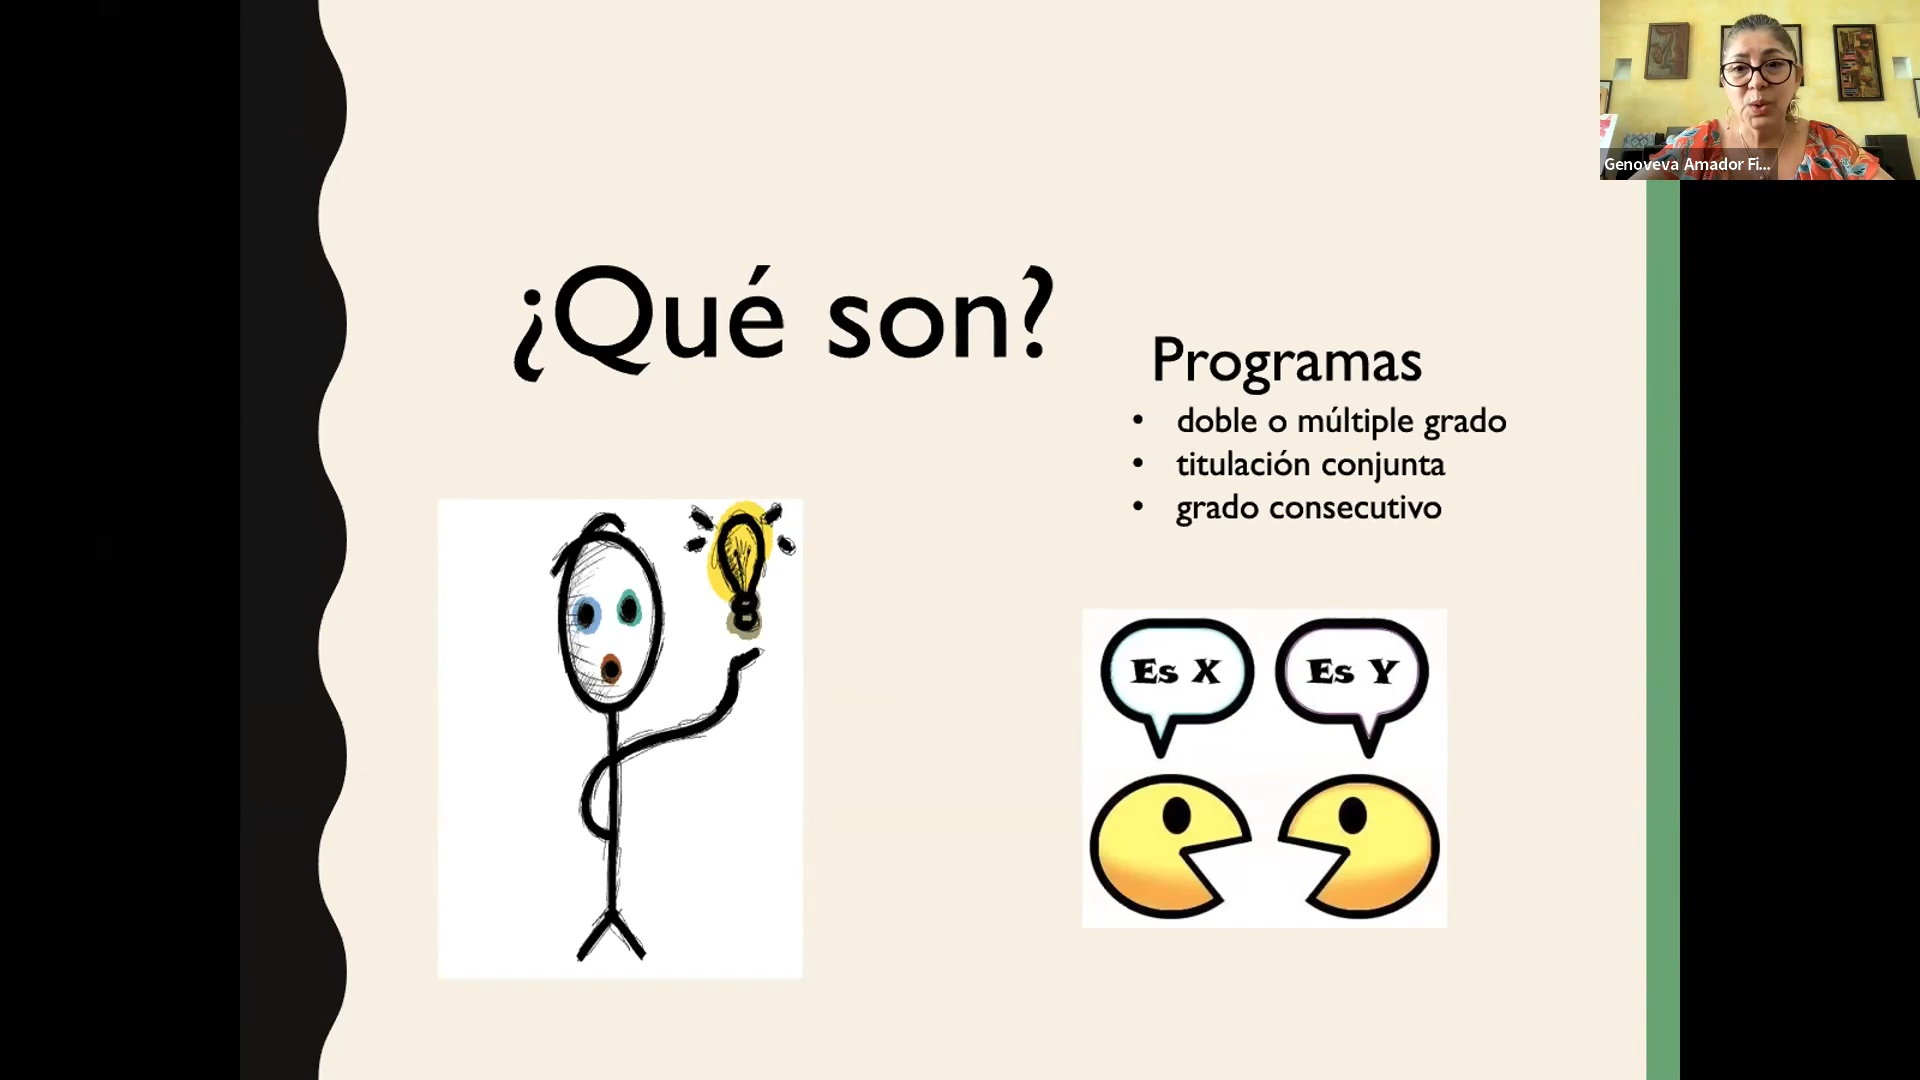 ¿Qué son?
Programas
• doble o múltiple grado
• titulación conjunta
• grado consecutivo
Es X
Es Y
Genoveva Amador Fi...